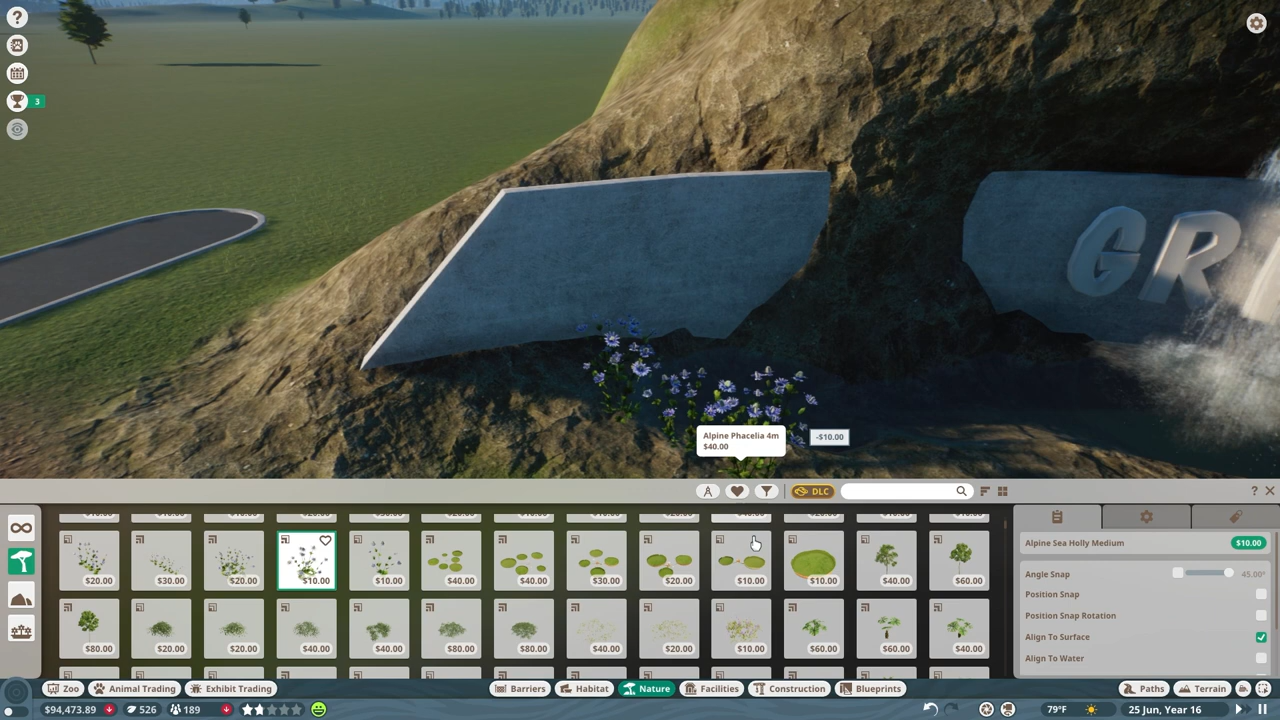 ?
3
GR
Alpine Phacelia 4m
$40.00
-$10.00
DLC
? X
Alpine Sea Holly Medium $10.00
$20.00 $30.00 $20.00 $10.00 $10.00 $40.00 $40.00 $30.00 $20.00 $10.00 $10.00 $40.00 $60.00
Angle Snap 45.00°
Position Snap
Position Snap Rotation
Align To Surface
Align To Water
$80.00 $20.00 $20.00 $40.00 $40.00 $80.00 $80.00 $40.00 $20.00 $10.00 $60.00 $60.00 $40.00
Zoo Animal Trading Exhibit Trading Barriers Habitat Nature Facilities Construction Blueprints Paths Terrain
$94,473.89 526 189 79°F 25 Jun, Year 16